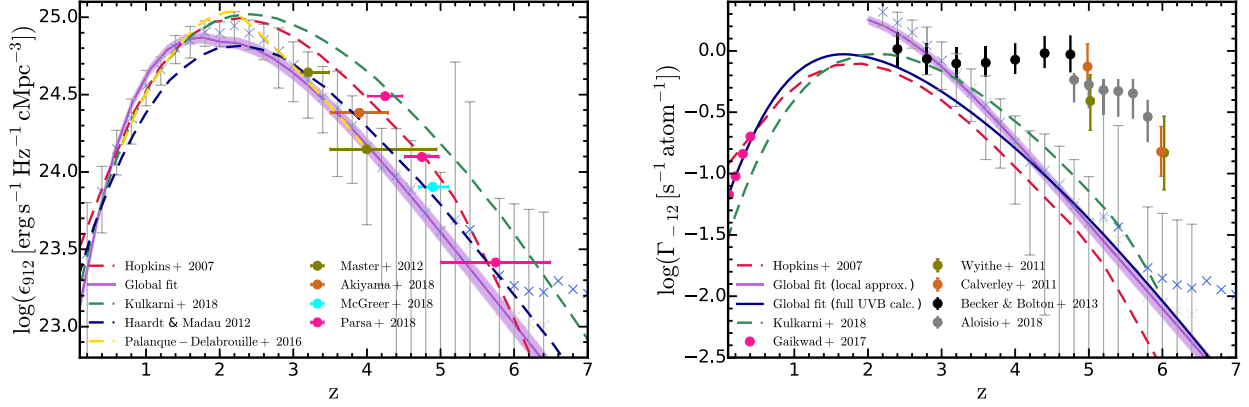 25.0
24.5
24.0
23.5
23.0
log(ϵ₉₁₂ [erg s⁻¹ Hz⁻¹ cMpc⁻³])
Hopkins + 2007
Global fit
Kulkarni + 2018
Haardt & Madau 2012
Palanque − Delabrouille + 2016
Master + 2012
Akiyama + 2018
McGreer + 2018
Parsa + 2018
1 2 3 4 5 6 7
z
0.0
−0.5
−1.0
−1.5
−2.0
−2.5
log(Γ₋₁₂ [s⁻¹ atom⁻¹])
Hopkins + 2007
Global fit (local approx.)
Global fit (full UVB calc.)
Kulkarni + 2018
Gaikwad + 2017
Wyithe + 2011
Calverley + 2011
Becker & Bolton + 2013
Aloisio + 2018
1 2 3 4 5 6 7
z